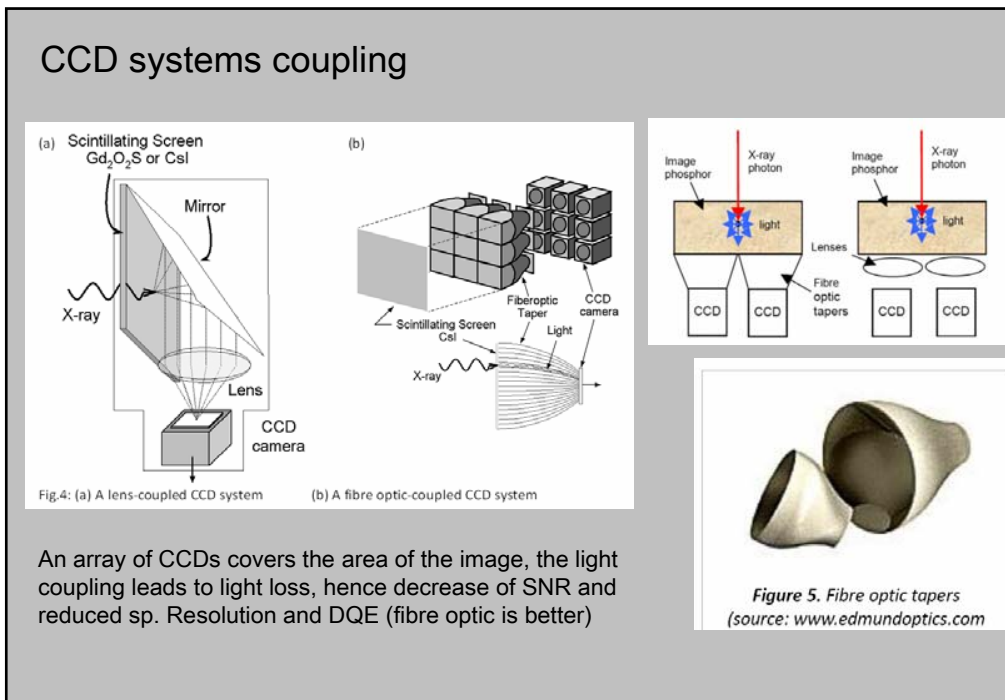 CCD systems coupling
(a) Scintillating Screen
Gd₂O₂S or CsI
Mirror
X-ray
Lens
CCD
camera
Fig.4: (a) A lens-coupled CCD system
(b)
Fiberoptic
Taper
CCD
camera
Scintillating Screen
CsI
Light
X-ray
(b) A fibre optic-coupled CCD system
Image
phosphor
X-ray
photon
light
Fibre
optic
tapers
CCD
CCD
Image
phosphor
X-ray
photon
light
Lenses
CCD
CCD
Figure 5. Fibre optic tapers
(source: www.edmundoptics.com
An array of CCDs covers the area of the image, the light
coupling leads to light loss, hence decrease of SNR and
reduced sp. Resolution and DQE (fibre optic is better)